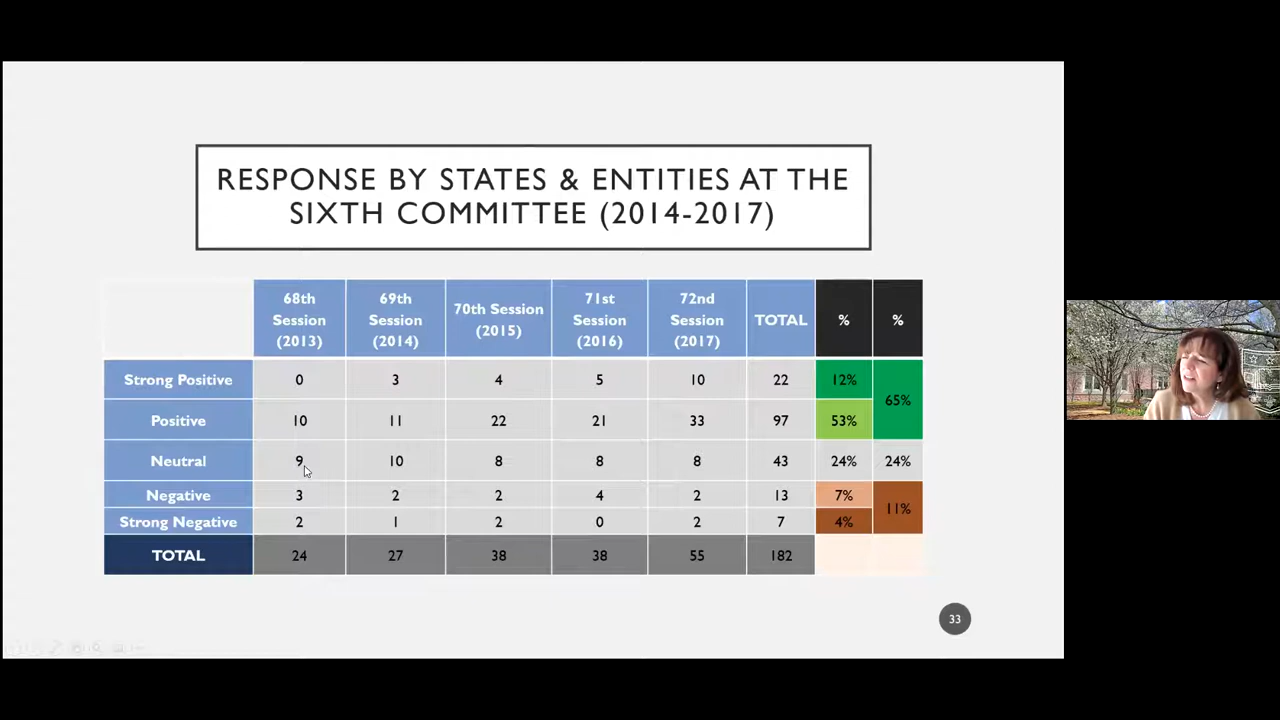 RESPONSE BY STATES & ENTITIES AT THE
SIXTH COMMITTEE (2014-2017)
68th Session (2013) 69th Session (2014) 70th Session (2015) 71st Session (2016) 72nd Session (2017) TOTAL % %
Strong Positive 0 3 4 5 10 22 12% 65%
Positive 10 11 22 21 33 97 53%
Neutral 9 10 8 8 8 43 24% 24%
Negative 3 2 2 4 2 13 7% 11%
Strong Negative 2 1 2 0 2 7 4%
TOTAL 24 27 38 38 55 182
33